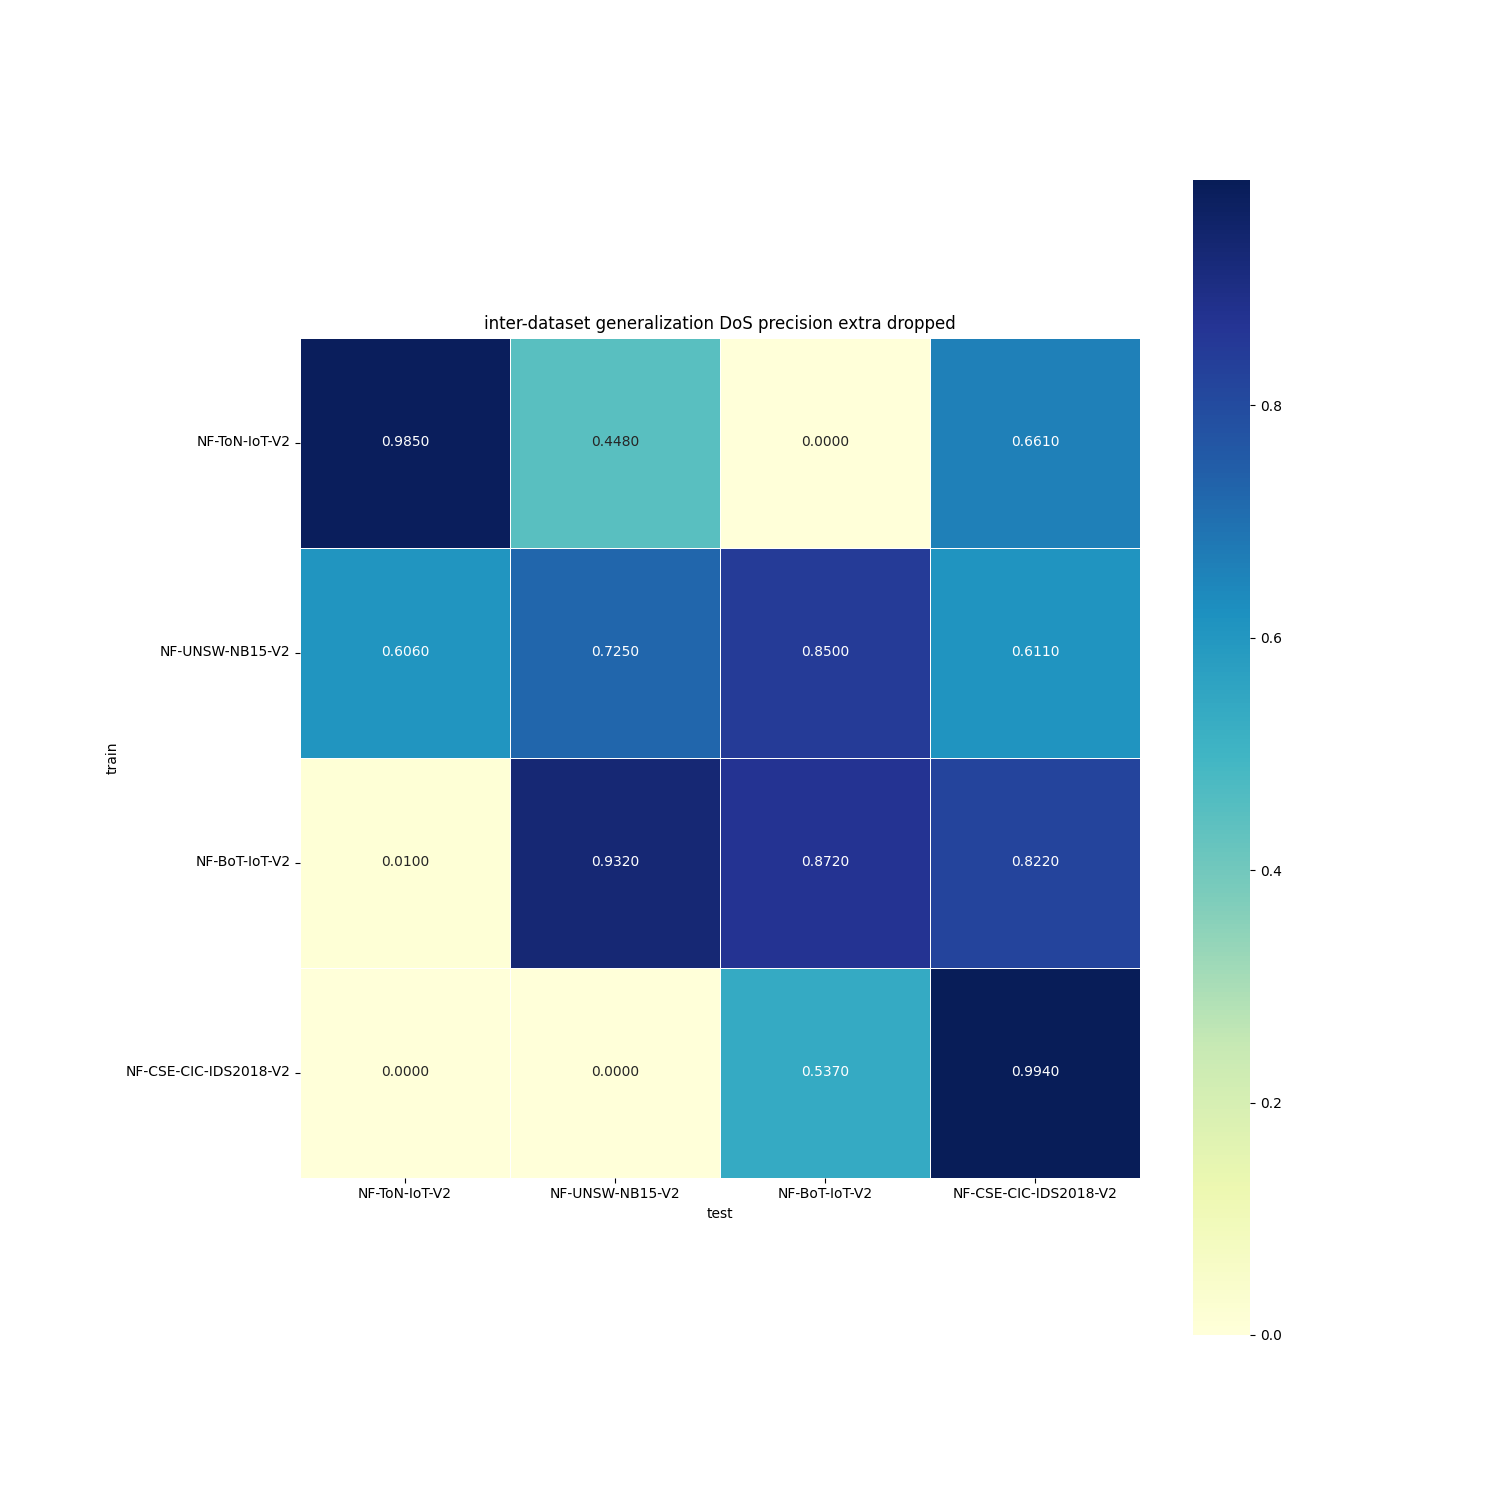 inter-dataset generalization DoS precision extra dropped
train
NF-ToN-IoT-V2 0.9850 0.4480 0.0000 0.6610
NF-UNSW-NB15-V2 0.6060 0.7250 0.8500 0.6110
NF-BoT-IoT-V2 0.0100 0.9320 0.8720 0.8220
NF-CSE-CIC-IDS2018-V2 0.0000 0.0000 0.5370 0.9940
NF-ToN-IoT-V2 NF-UNSW-NB15-V2 NF-BoT-IoT-V2 NF-CSE-CIC-IDS2018-V2
test
0.8
0.6
0.4
0.2
0.0